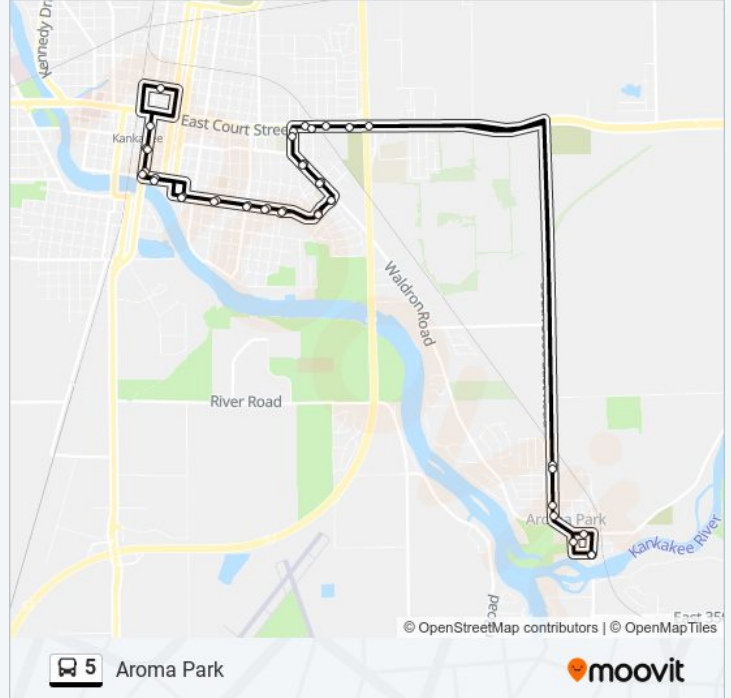 Kennedy Dr
East Court Stree
Kankakee
Waldron Road
River Road
Aroma Park
Kankakee River
© OpenStreetMap contributors | © OpenMapTiles
5 Aroma Park
moovit